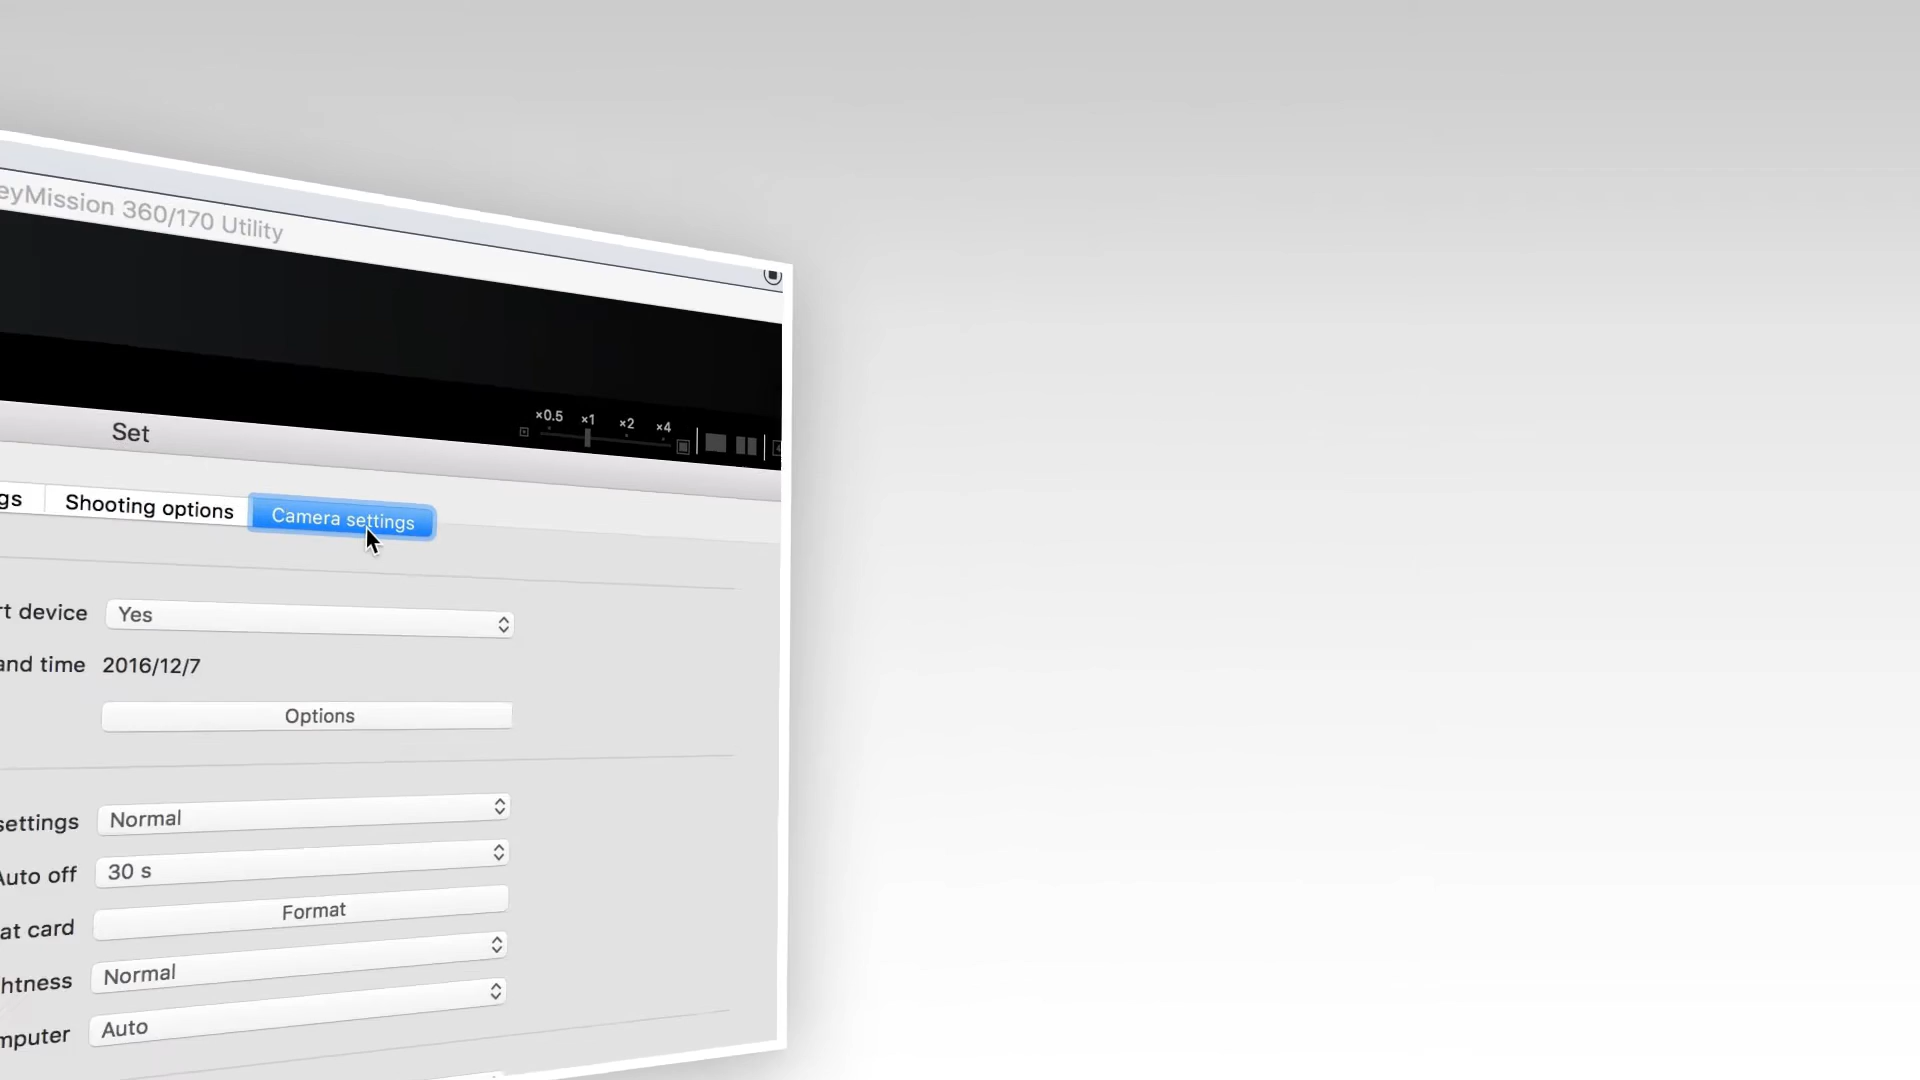 eyMission 360/170 Utility
×0.5 ×1 ×2 ×4
Set
gs Shooting options Camera settings
rt device Yes
and time 2016/12/7
Options
settings Normal
Auto off 30 s
at card Format
htness Normal
mputer Auto